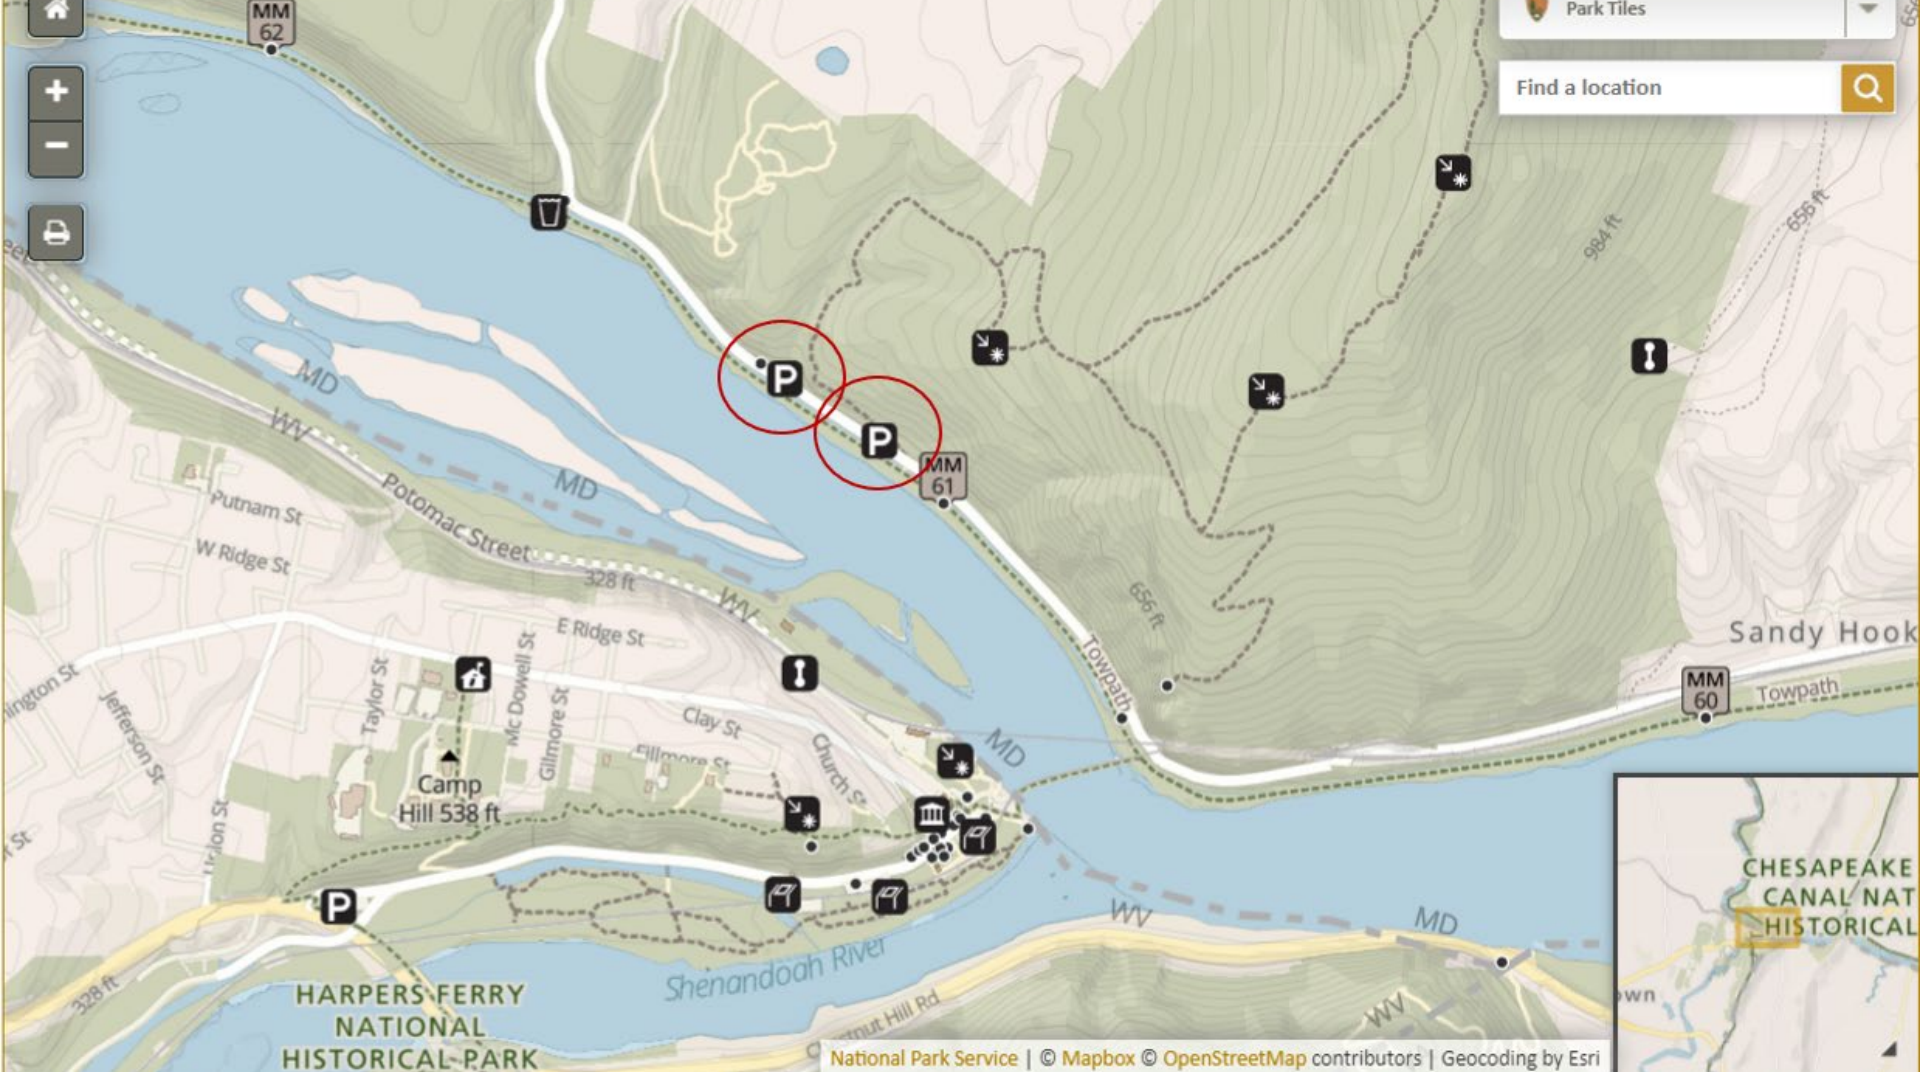 MM
62
Park Tiles
Find a location
656 ft
984 ft
MD
WV
MD
Potomac Street
Putnam St
W Ridge St
328 ft
WV
E Ridge St
MM
61
656 ft
Towpath
Sandy Hook
MM
60
Towpath
Taylor St
Mc Dowell St
Gilmore St
Jefferson St
Clay St
Fillmore St
Church St
MD
Camp
Hill 538 ft
Union St
P
P
P
Shenandoah River
WV
MD
328 ft
HARPERS FERRY
NATIONAL
HISTORICAL PARK
WV
CHESAPEAKE
CANAL NAT
HISTORICAL
own
National Park Service | © Mapbox © OpenStreetMap contributors | Geocoding by Esri